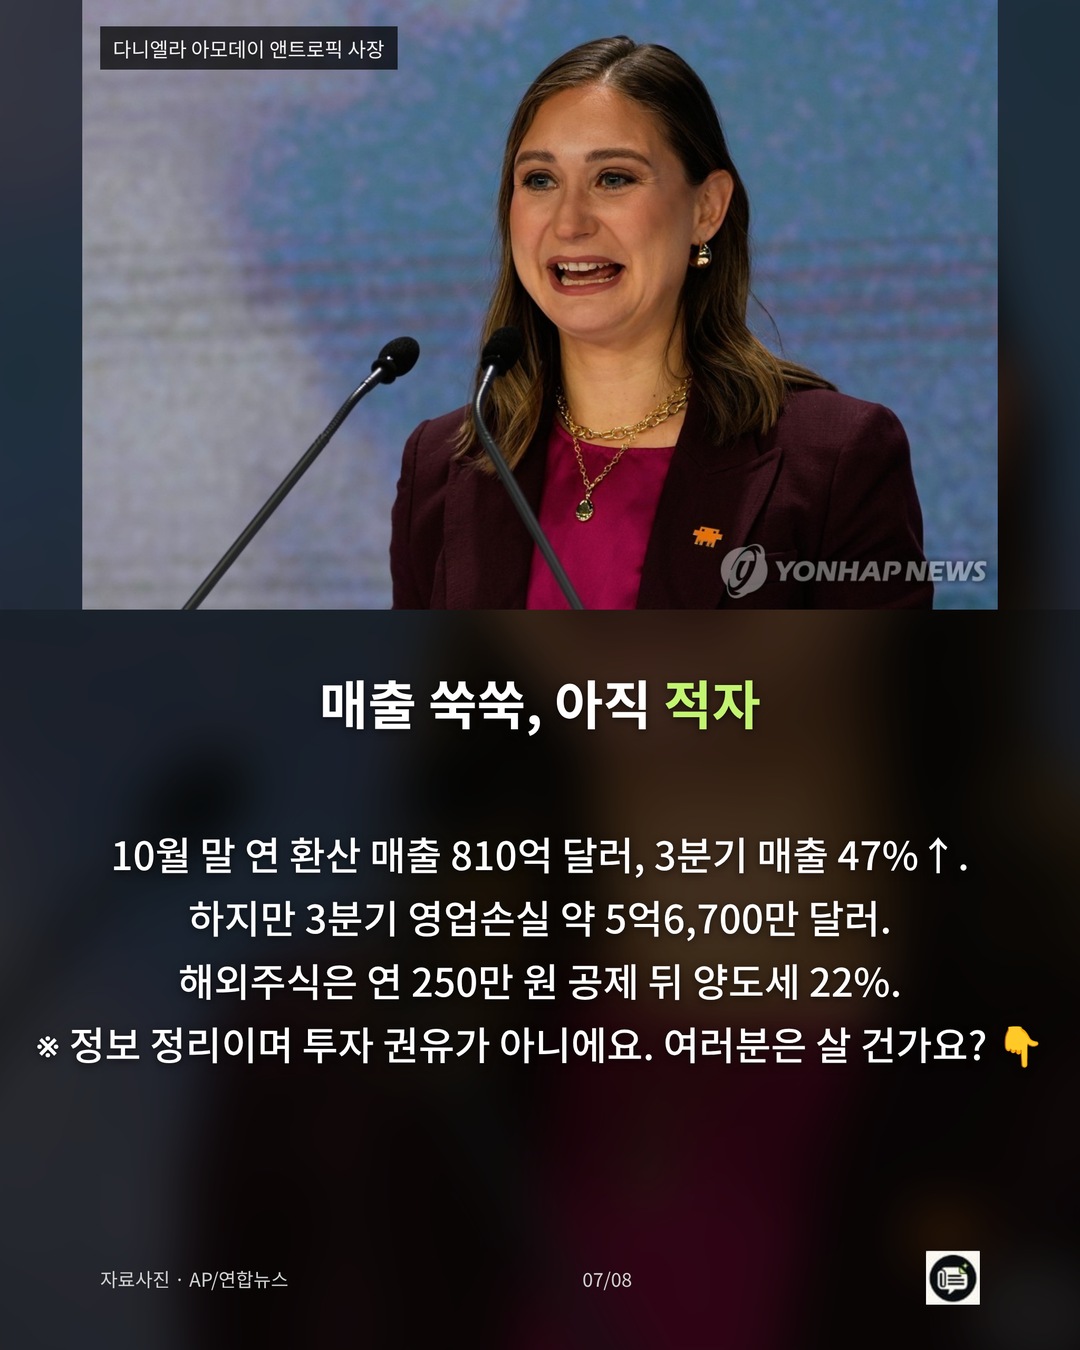 다니엘라 아모데이 앤트로픽 사장
YONHAP NEWS
매출 쑥쑥, 아직 적자
10월 말 연 환산 매출 810억 달러, 3분기 매출 47%↑.
하지만 3분기 영업손실 약 5억6,700만 달러.
해외주식은 연 250만 원 공제 뒤 양도세 22%.
※ 정보 정리이며 투자 권유가 아니에요. 여러분은 살 건가요? 👇
자료사진 · AP/연합뉴스
07/08